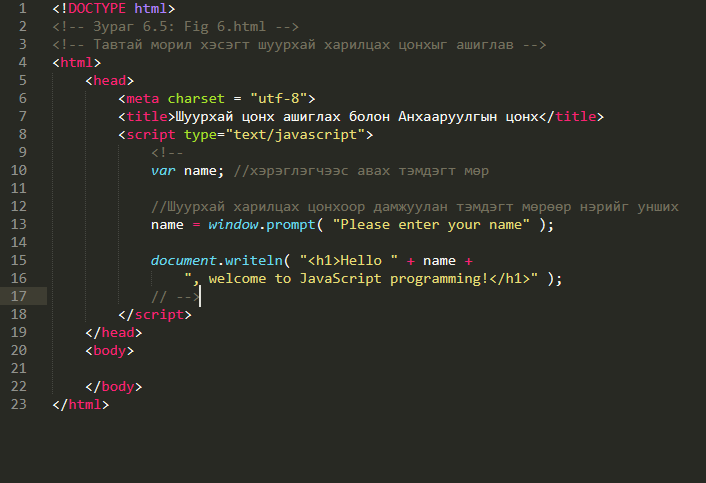 1 <!DOCTYPE html>
2 <!-- Зураг 6.5: Fig 6.html -->
3 <!-- Тавтай морил хэсэгт шуурхай харилцах цонхыг ашиглав -->
4 <html>
5 <head>
6 <meta charset = "utf-8">
7 <title>Шуурхай цонх ашиглах болон Анхааруулгын цонх</title>
8 <script type="text/javascript">
9 <!--
10 var name; //хэрэглэгчээс авах тэмдэгт мөр
11
12 //Шуурхай харилцах цонхоор дамжуулан тэмдэгт мөрөөр нэрийг унших
13 name = window.prompt( "Please enter your name" );
14
15 document.writeln( "<h1>Hello " + name +
16 ", welcome to JavaScript programming!</h1>" );
17 // -->
18 </script>
19 </head>
20 <body>
21
22 </body>
23 </html>